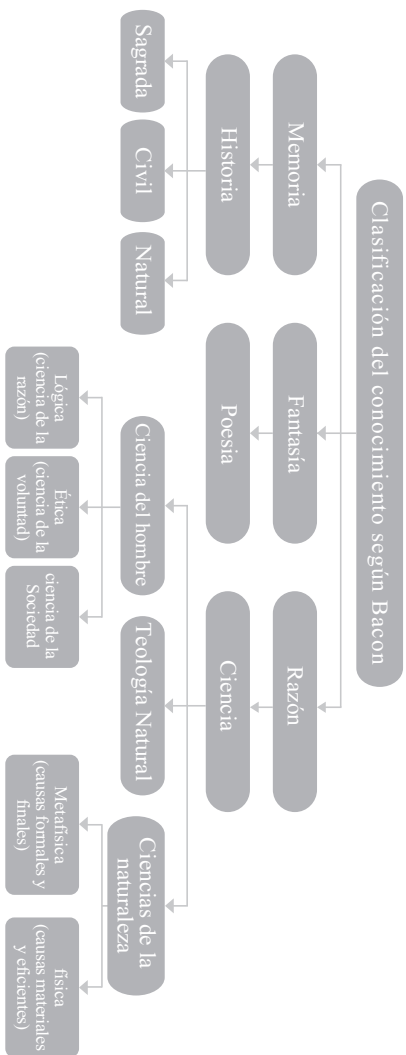 Clasificación del conocimiento según Bacon
Memoria
Fantasía
Razón
Historia
Poesia
Ciencia
Sagrada
Civil
Natural
Ciencia del hombre
Teología Natural
Ciencias de la
naturaleza
Lógica
(ciencia de la
razón)
Ética
(ciencia de la
voluntad)
ciencia de la
Sociedad
Metafísica
(causas formales y
finales)
física
(causas materiales
y eficientes)